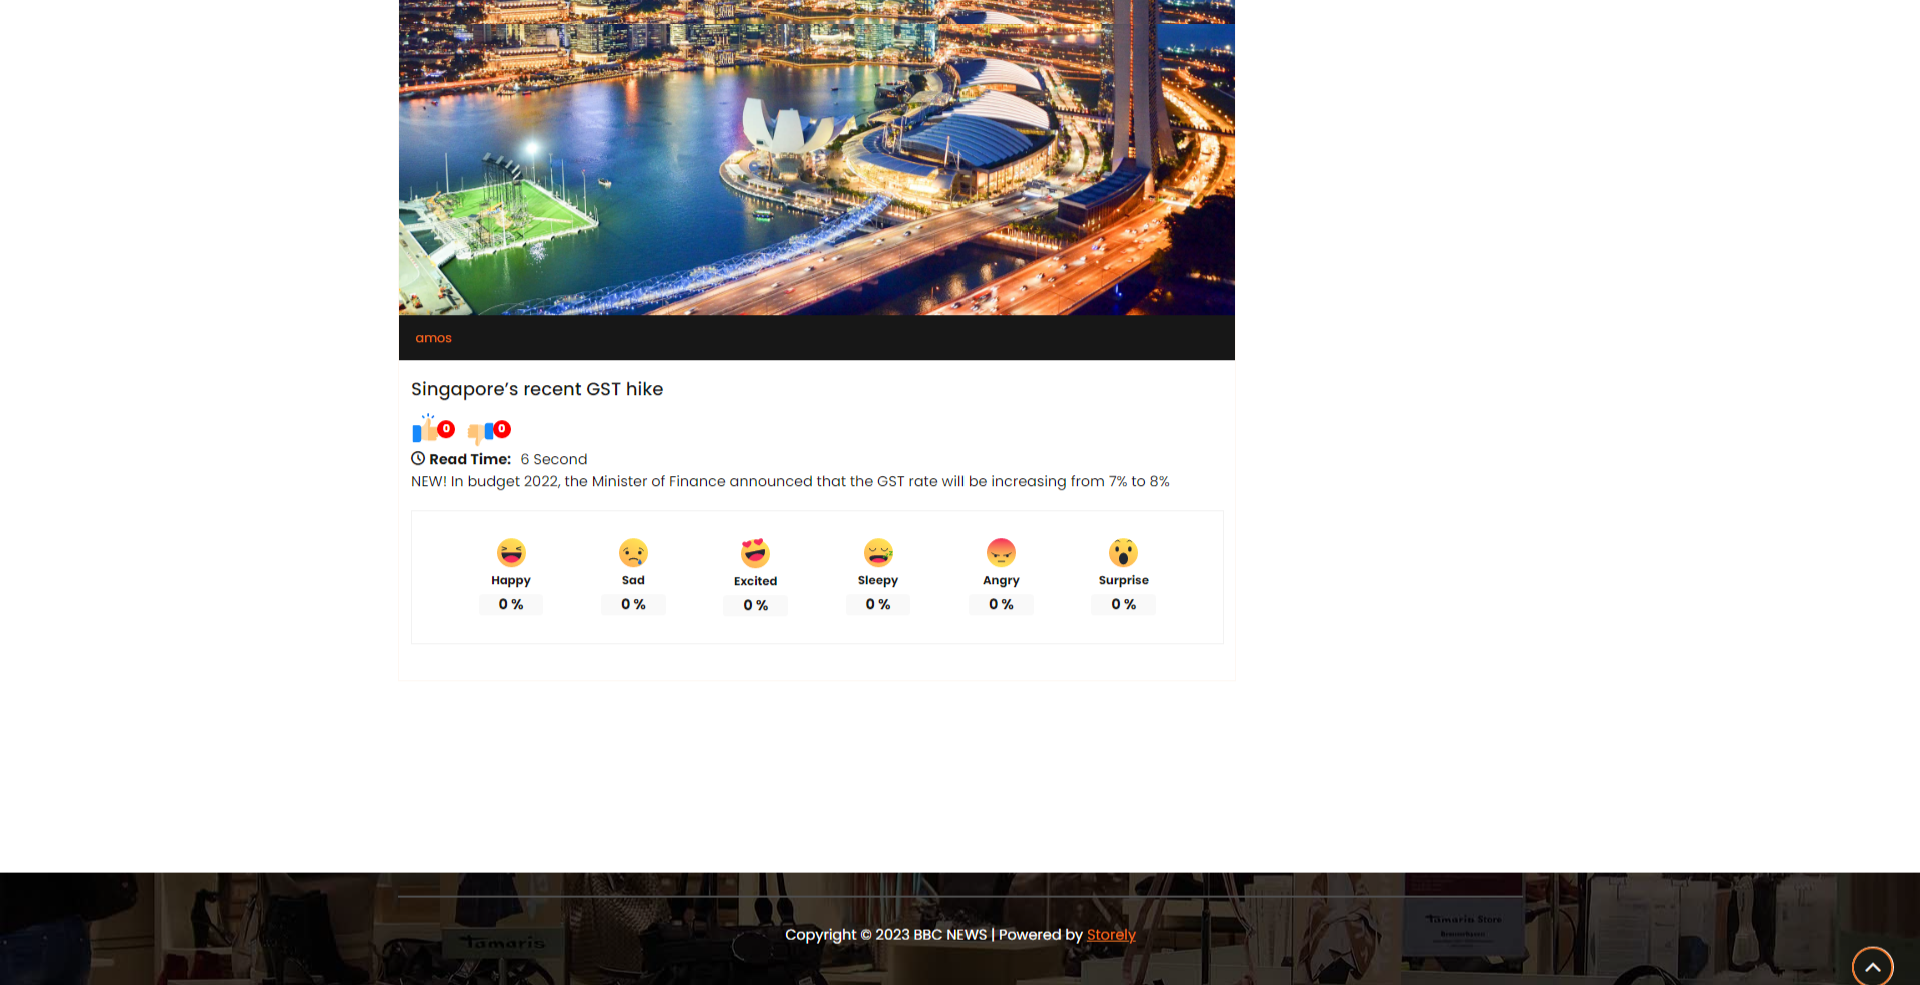 amos
Singapore’s recent GST hike
0 0
Read Time: 6 Second
NEW! In budget 2022, the Minister of Finance announced that the GST rate will be increasing from 7% to 8%
Happy Sad Excited Sleepy Angry Surprise
0 % 0 % 0 % 0 % 0 % 0 %
Tamaris
Tamaris Store
Copyright © 2023 BBC NEWS | Powered by Storely